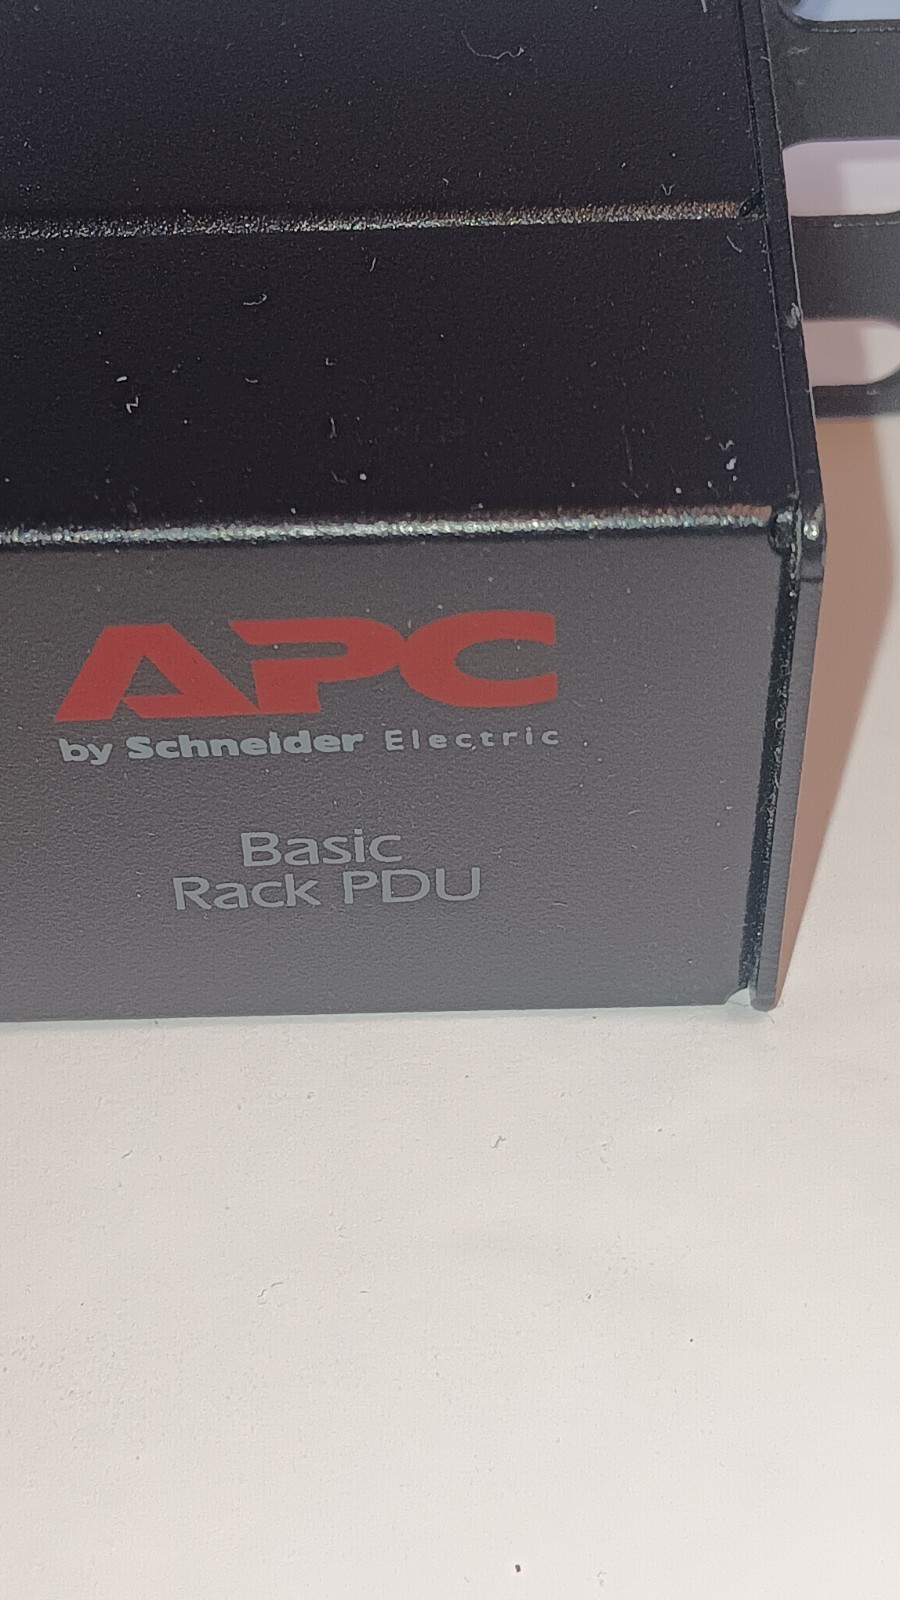 APC
by Schneider Electric
Basic
Rack PDU